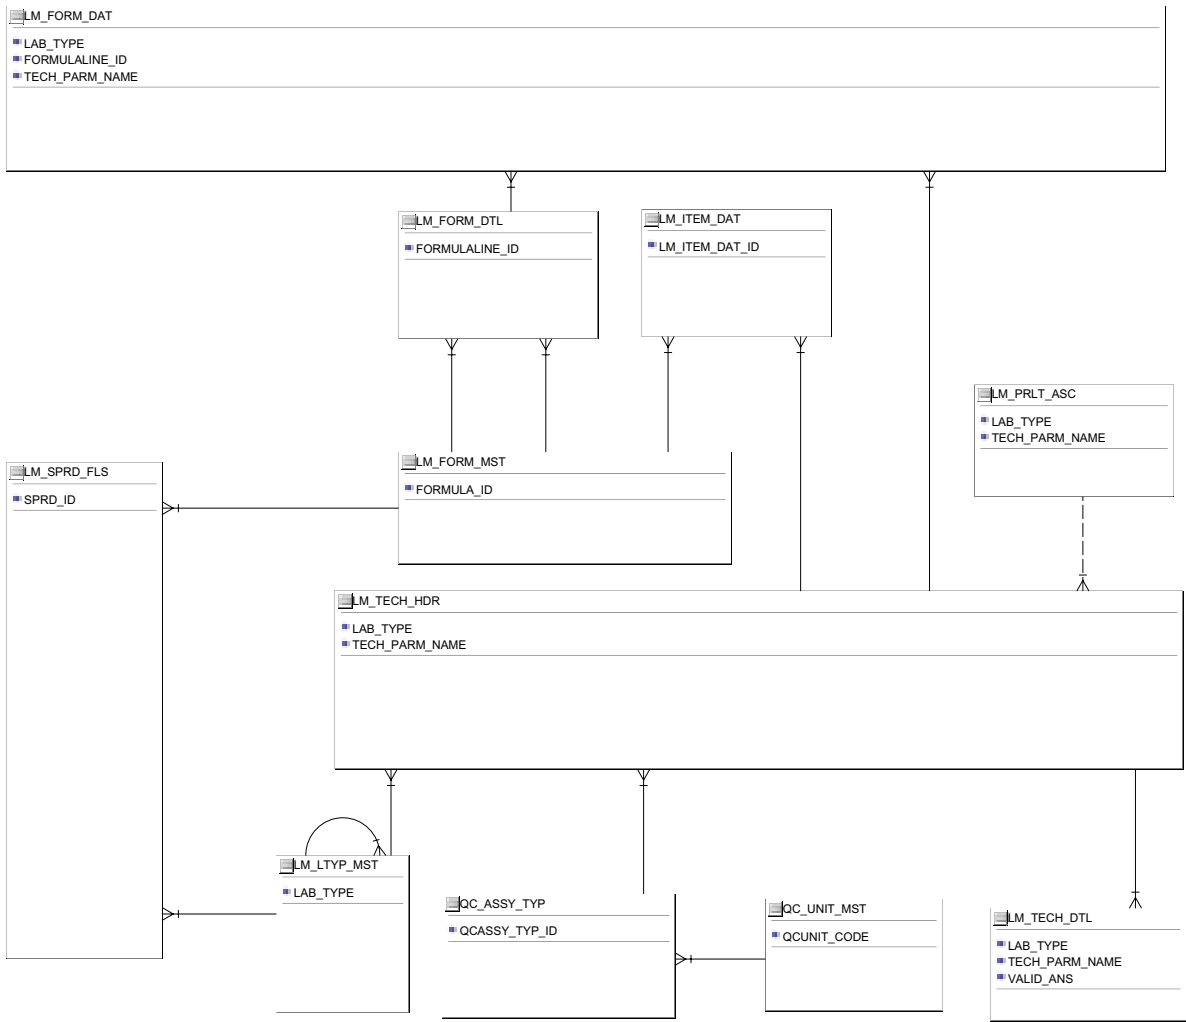 LM_FORM_DAT
LAB_TYPE
FORMULALINE_ID
TECH_PARM_NAME
LM_FORM_DTL
FORMULALINE_ID
LM_ITEM_DAT
LM_ITEM_DAT_ID
LM_PRLT_ASC
LAB_TYPE
TECH_PARM_NAME
LM_SPRD_FLS
SPRD_ID
LM_FORM_MST
FORMULA_ID
LM_TECH_HDR
LAB_TYPE
TECH_PARM_NAME
LM_LTYP_MST
LAB_TYPE
QC_ASSY_TYP
QCASSY_TYP_ID
QC_UNIT_MST
QCUNIT_CODE
LM_TECH_DTL
LAB_TYPE
TECH_PARM_NAME
VALID_ANS